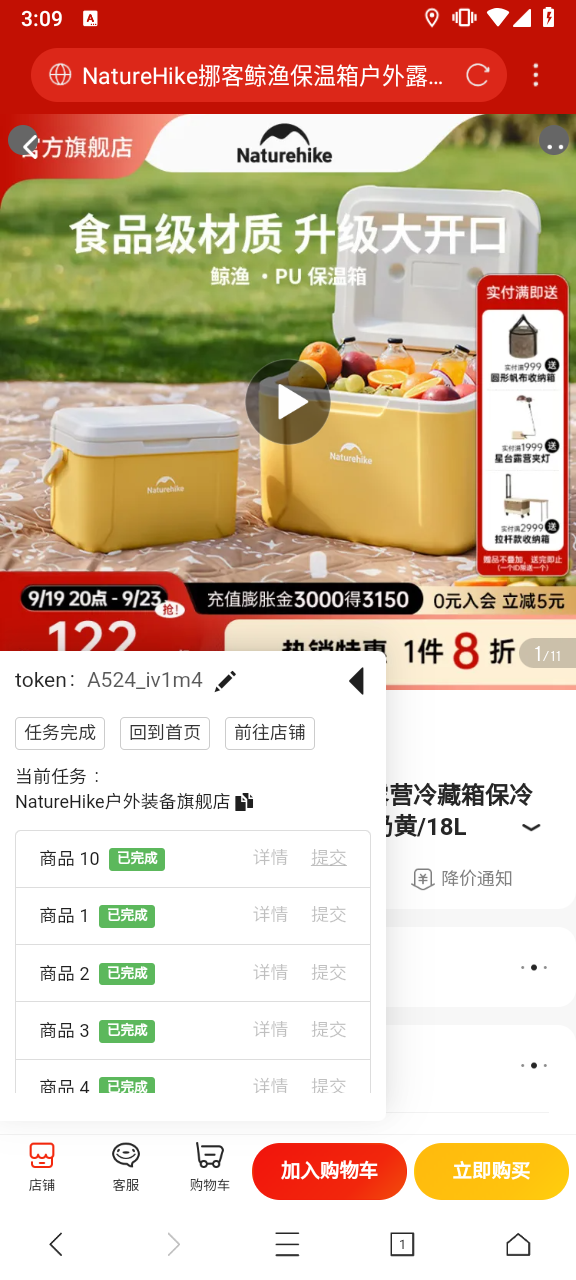 3:09
A
NatureHike挪客鲸渔保温箱户外露...
官方旗舰店
Naturehike
食品级材质 升级大开口
鲸渔 · PU 保温箱
实付满即送
实付满999 送
圆形帆布收纳箱
实付满1999 送
星台露营夹灯
实付满2999 送
拉杆款收纳箱
赠品不叠加，送完即止
(一个ID限送一个)
Naturehike
Naturehike
9/19 20点 - 9/23 抢!
充值膨胀金3000得3150
0元入会 立减5元
122
热销特惠 1件 8 折
1/11
token： A524_iv1m4
任务完成 回到首页 前往店铺
当前任务：
NatureHike户外装备旗舰店
营冷藏箱保冷
黄/18L
降价通知
商品 10 已完成 详情 提交
商品 1 已完成 详情 提交
商品 2 已完成 详情 提交
商品 3 已完成 详情 提交
商品 4 已完成 详情 提交
店铺 客服 购物车 加入购物车 立即购买
1